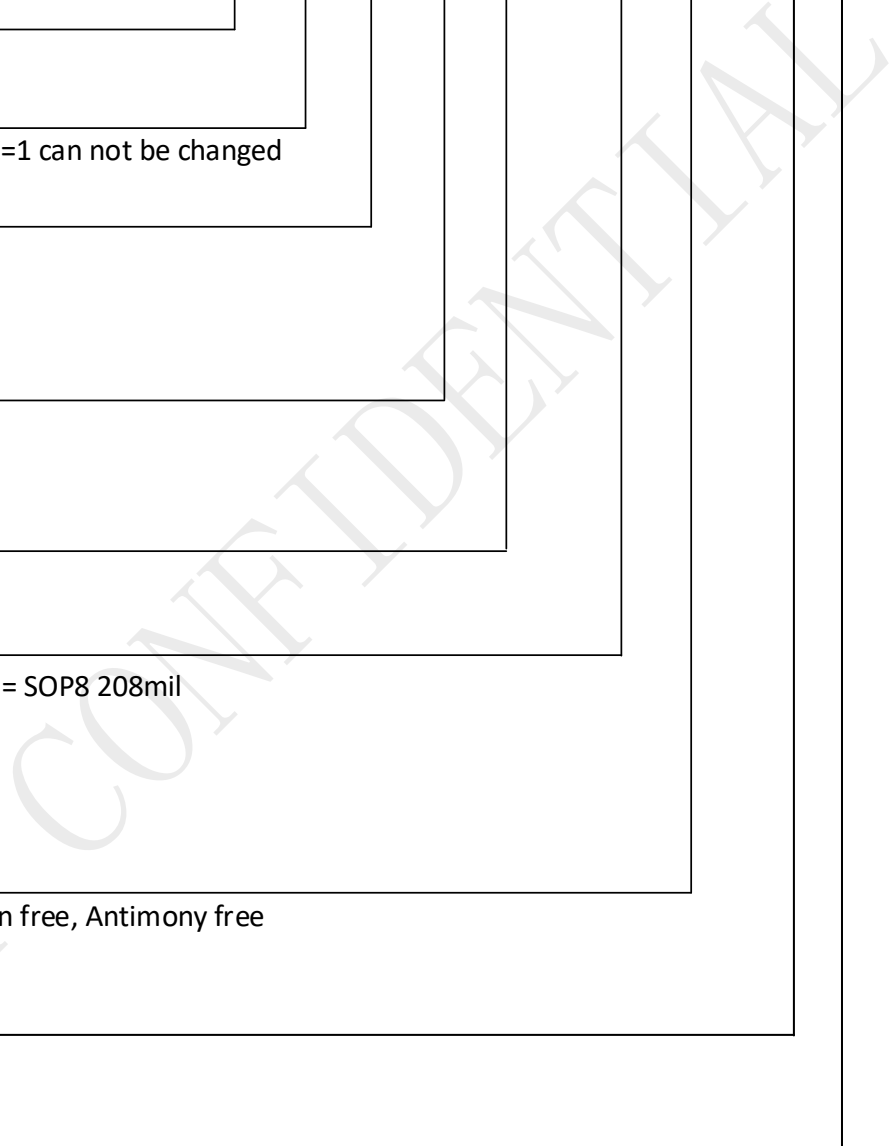 =1 can not be changed
= SOP8 208mil
n free, Antimony free
CONFIDENTIAL